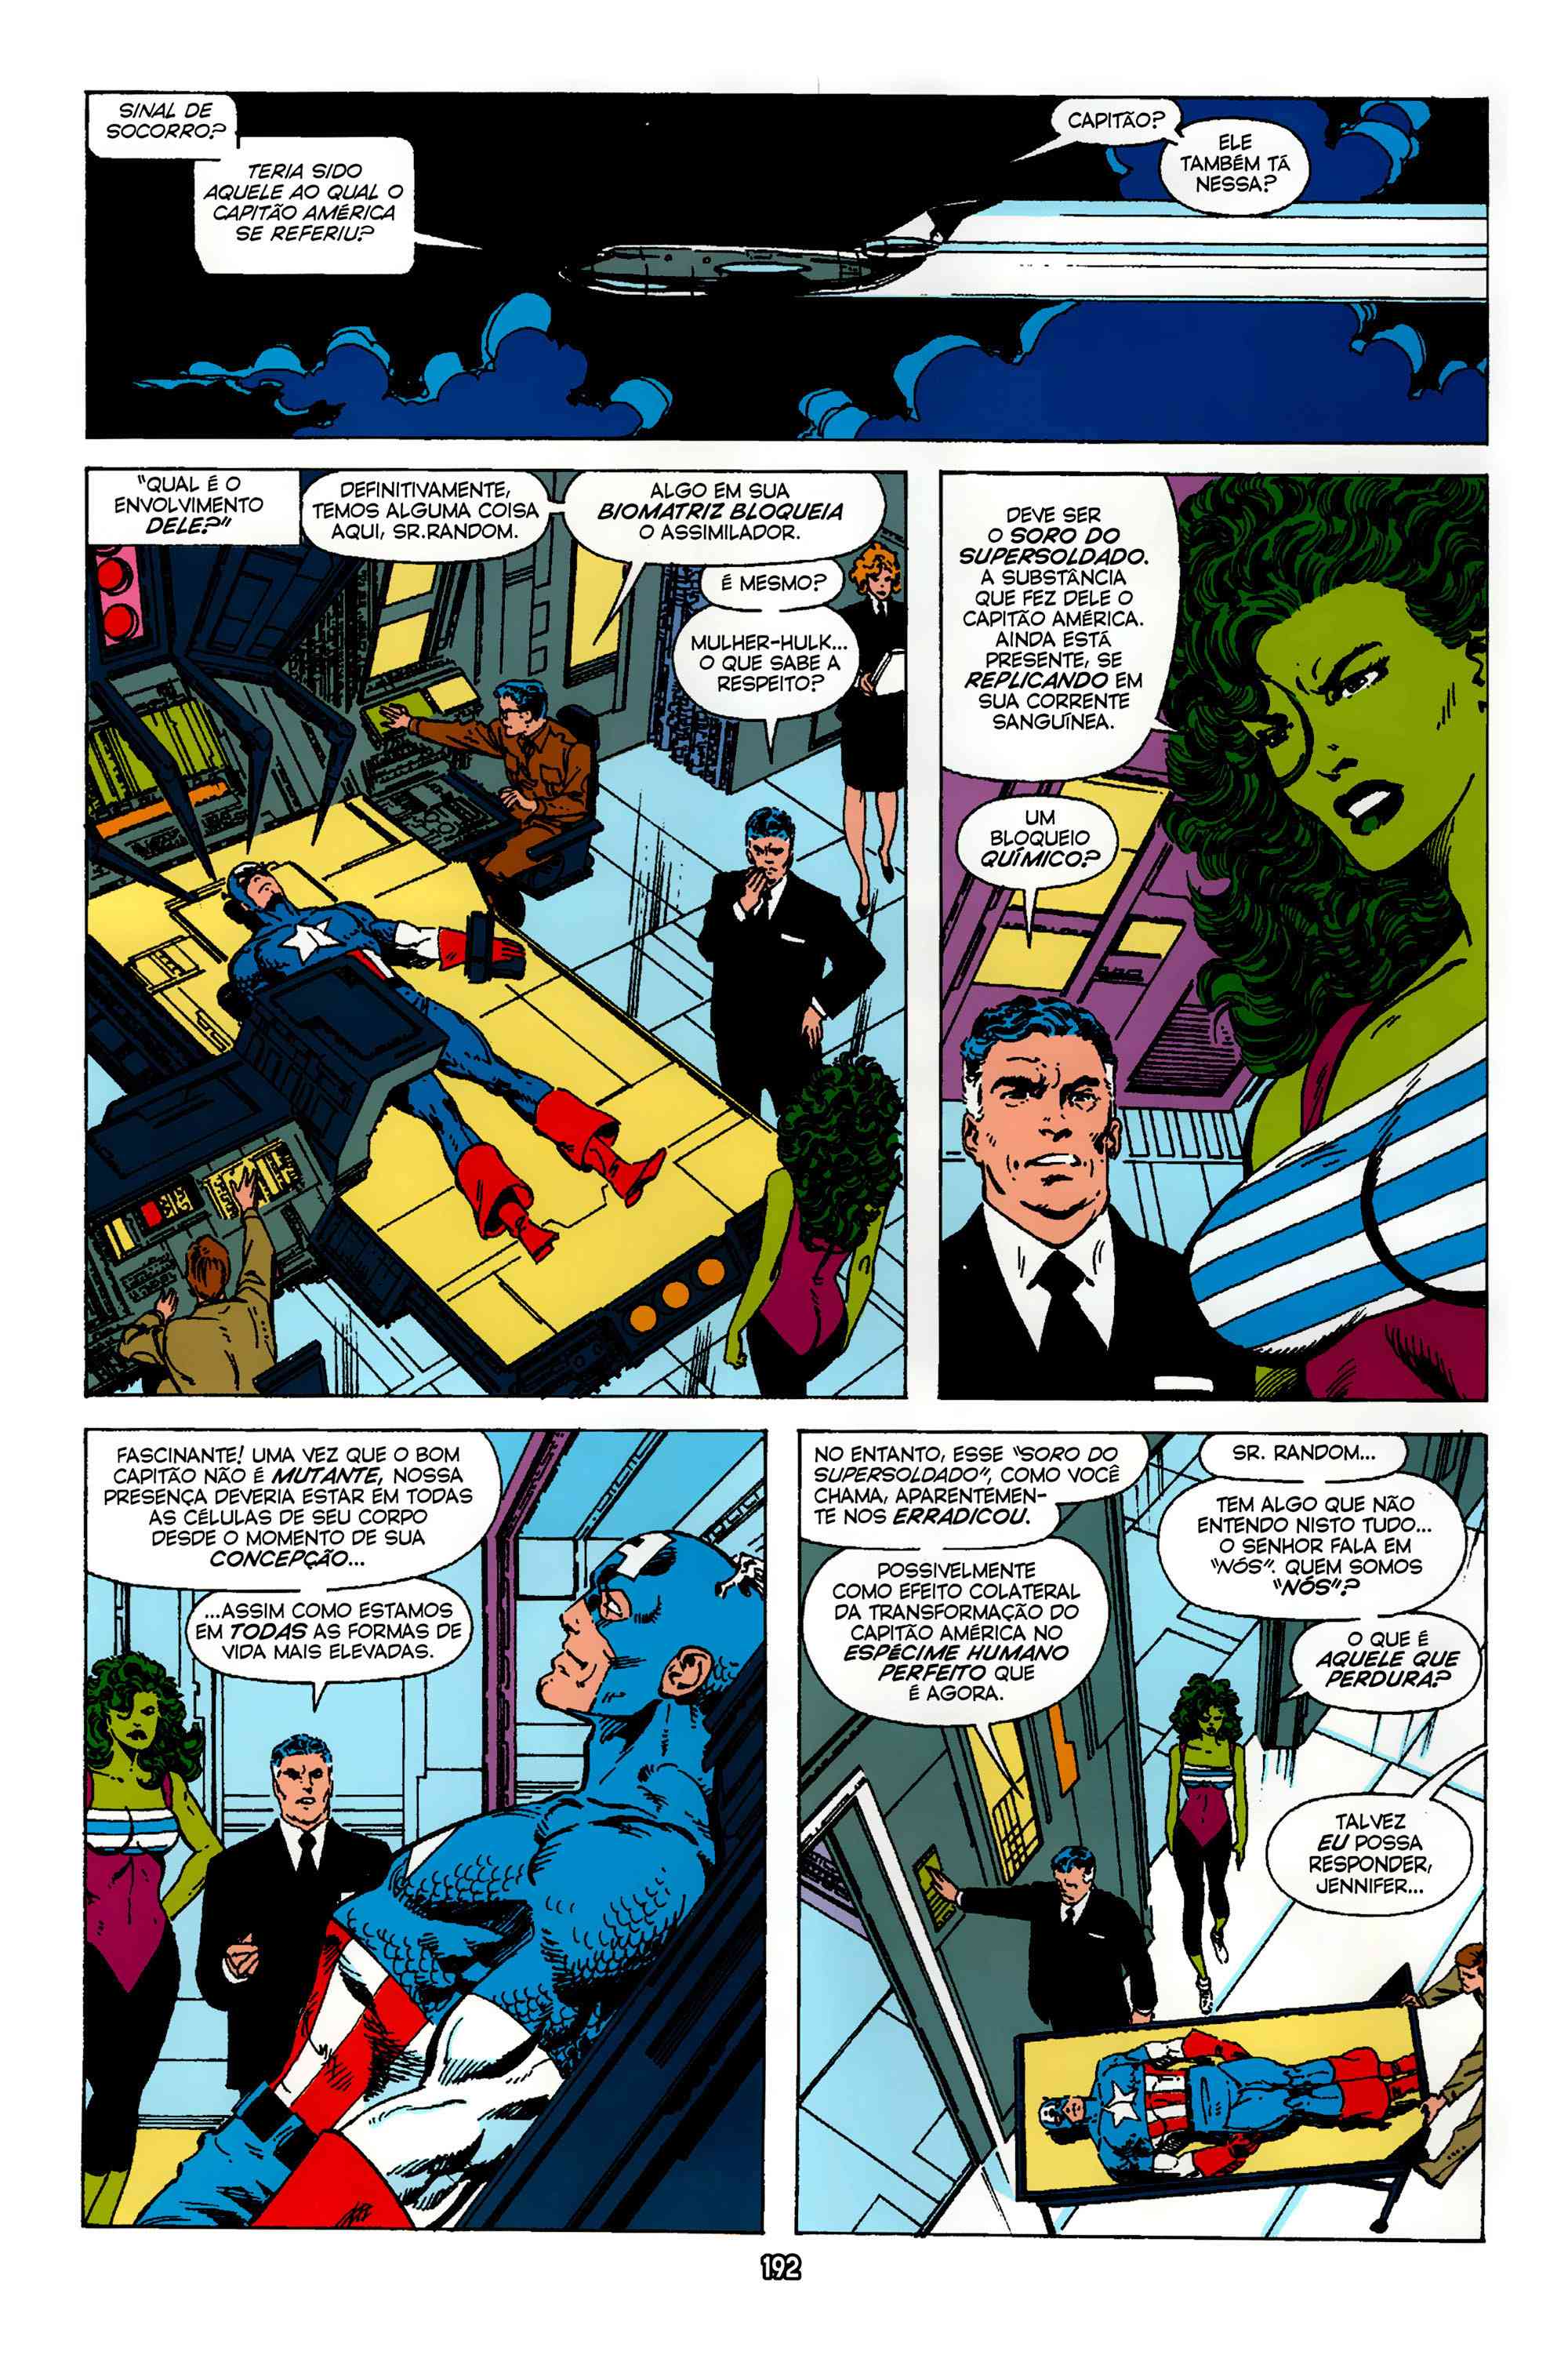 SINAL DE
SOCORRO?
TERIA SIDO
AQUELE AO QUAL O
CAPITÃO AMÉRICA
SE REFERIU?
CAPITÃO?
ELE
TAMBÉM TÁ
NESSA?
"QUAL É O
ENVOLVIMENTO
DELE?"
DEFINITIVAMENTE,
TEMOS ALGUMA COISA
AQUI, SR.RANDOM.
ALGO EM SUA
BIOMATRIZ BLOQUEIA
O ASSIMILADOR.
É MESMO?
MULHER-HULK...
O QUE SABE A
RESPEITO?
DEVE SER
O SORO DO
SUPERSOLDADO.
A SUBSTÂNCIA
QUE FEZ DELE O
CAPITÃO AMÉRICA.
AINDA ESTÁ
PRESENTE, SE
REPLICANDO EM
SUA CORRENTE
SANGUÍNEA.
UM
BLOQUEIO
QUÍMICO?
FASCINANTE! UMA VEZ QUE O BOM
CAPITÃO NÃO É MUTANTE, NOSSA
PRESENÇA DEVERIA ESTAR EM TODAS
AS CÉLULAS DE SEU CORPO
DESDE O MOMENTO DE SUA
CONCEPÇÃO...
...ASSIM COMO ESTAMOS
EM TODAS AS FORMAS DE
VIDA MAIS ELEVADAS.
NO ENTANTO, ESSE "SORO DO
SUPERSOLDADO", COMO VOCÊ
CHAMA, APARENTEMEN-
TE NOS ERRADICOU.
POSSIVELMENTE
COMO EFEITO COLATERAL
DA TRANSFORMAÇÃO DO
CAPITÃO AMÉRICA NO
ESPÉCIME HUMANO
PERFEITO QUE
É AGORA.
SR. RANDOM...
TEM ALGO QUE NÃO
ENTENDO NISTO TUDO...
O SENHOR FALA EM
"NÓS". QUEM SOMOS
"NÓS"?
O QUE É
AQUELE QUE
PERDURA?
TALVEZ
EU POSSA
RESPONDER,
JENNIFER...
192